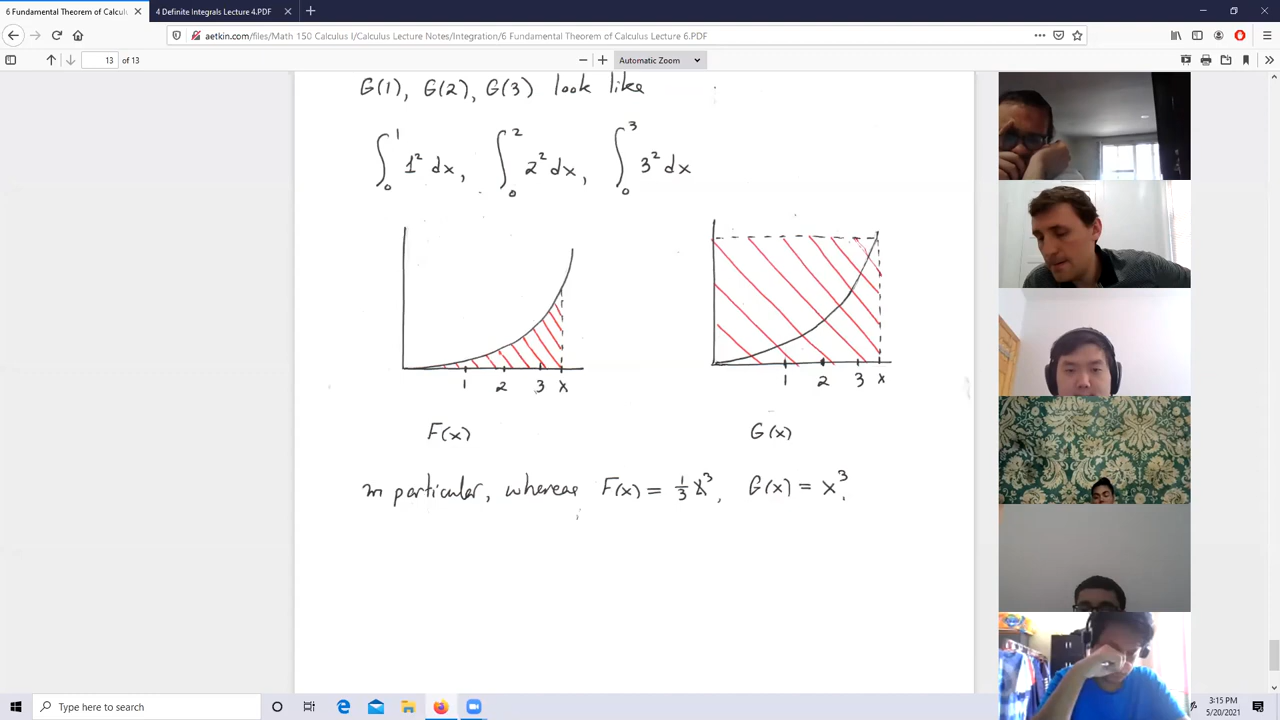 6 Fundamental Theorem of Calculus
4 Definite Integrals Lecture 4.PDF
aetkin.com/files/Math 150 Calculus I/Calculus Lecture Notes/Integration/6 Fundamental Theorem of Calculus Lecture 6.PDF
13 of 13
Automatic Zoom
G(1), G(2), G(3) look like
∫₀¹ 1² dx, ∫₀² 2² dx, ∫₀³ 3² dx
1 2 3 x
1 2 3 x
F(x)
G(x)
In particular, whereas F(x) = 1/3 x³, G(x) = x³.
Type here to search
3:15 PM
5/20/2021